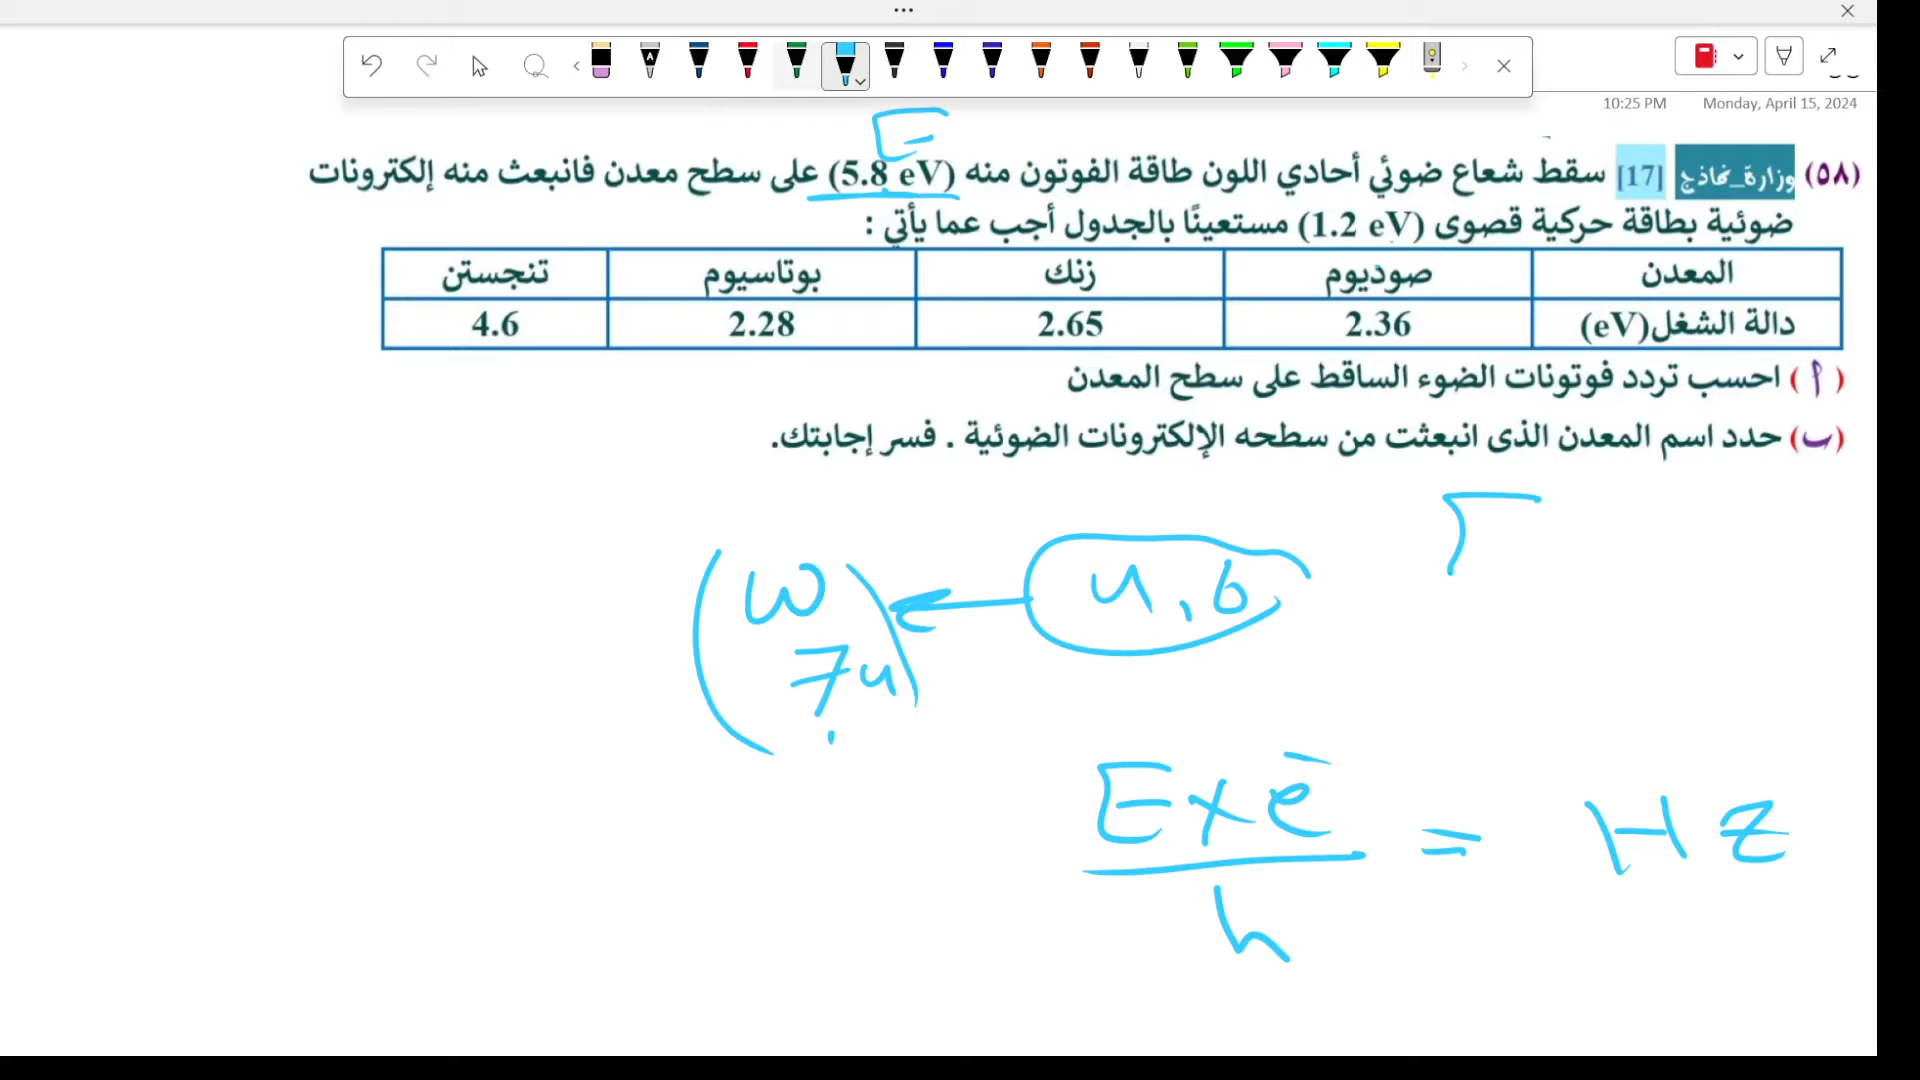 10:25 PM Monday, April 15, 2024
E
(٥٨) وزارة_نماذج [17] سقط شعاع ضوئي أحادي اللون طاقة الفوتون منه (5.8 eV) على سطح معدن فانبعث منه إلكترونات
ضوئية بطاقة حركية قصوى (1.2 eV) مستعينًا بالجدول أجب عما يأتي :
المعدن صوديوم زنك بوتاسيوم تنجستن
دالة الشغل(eV) 2.36 2.65 2.28 4.6
(أ) احسب تردد فوتونات الضوء الساقط على سطح المعدن
(ب) حدد اسم المعدن الذى انبعثت من سطحه الإلكترونات الضوئية . فسر إجابتك.
W
74
4,6
E×e = Hz
h